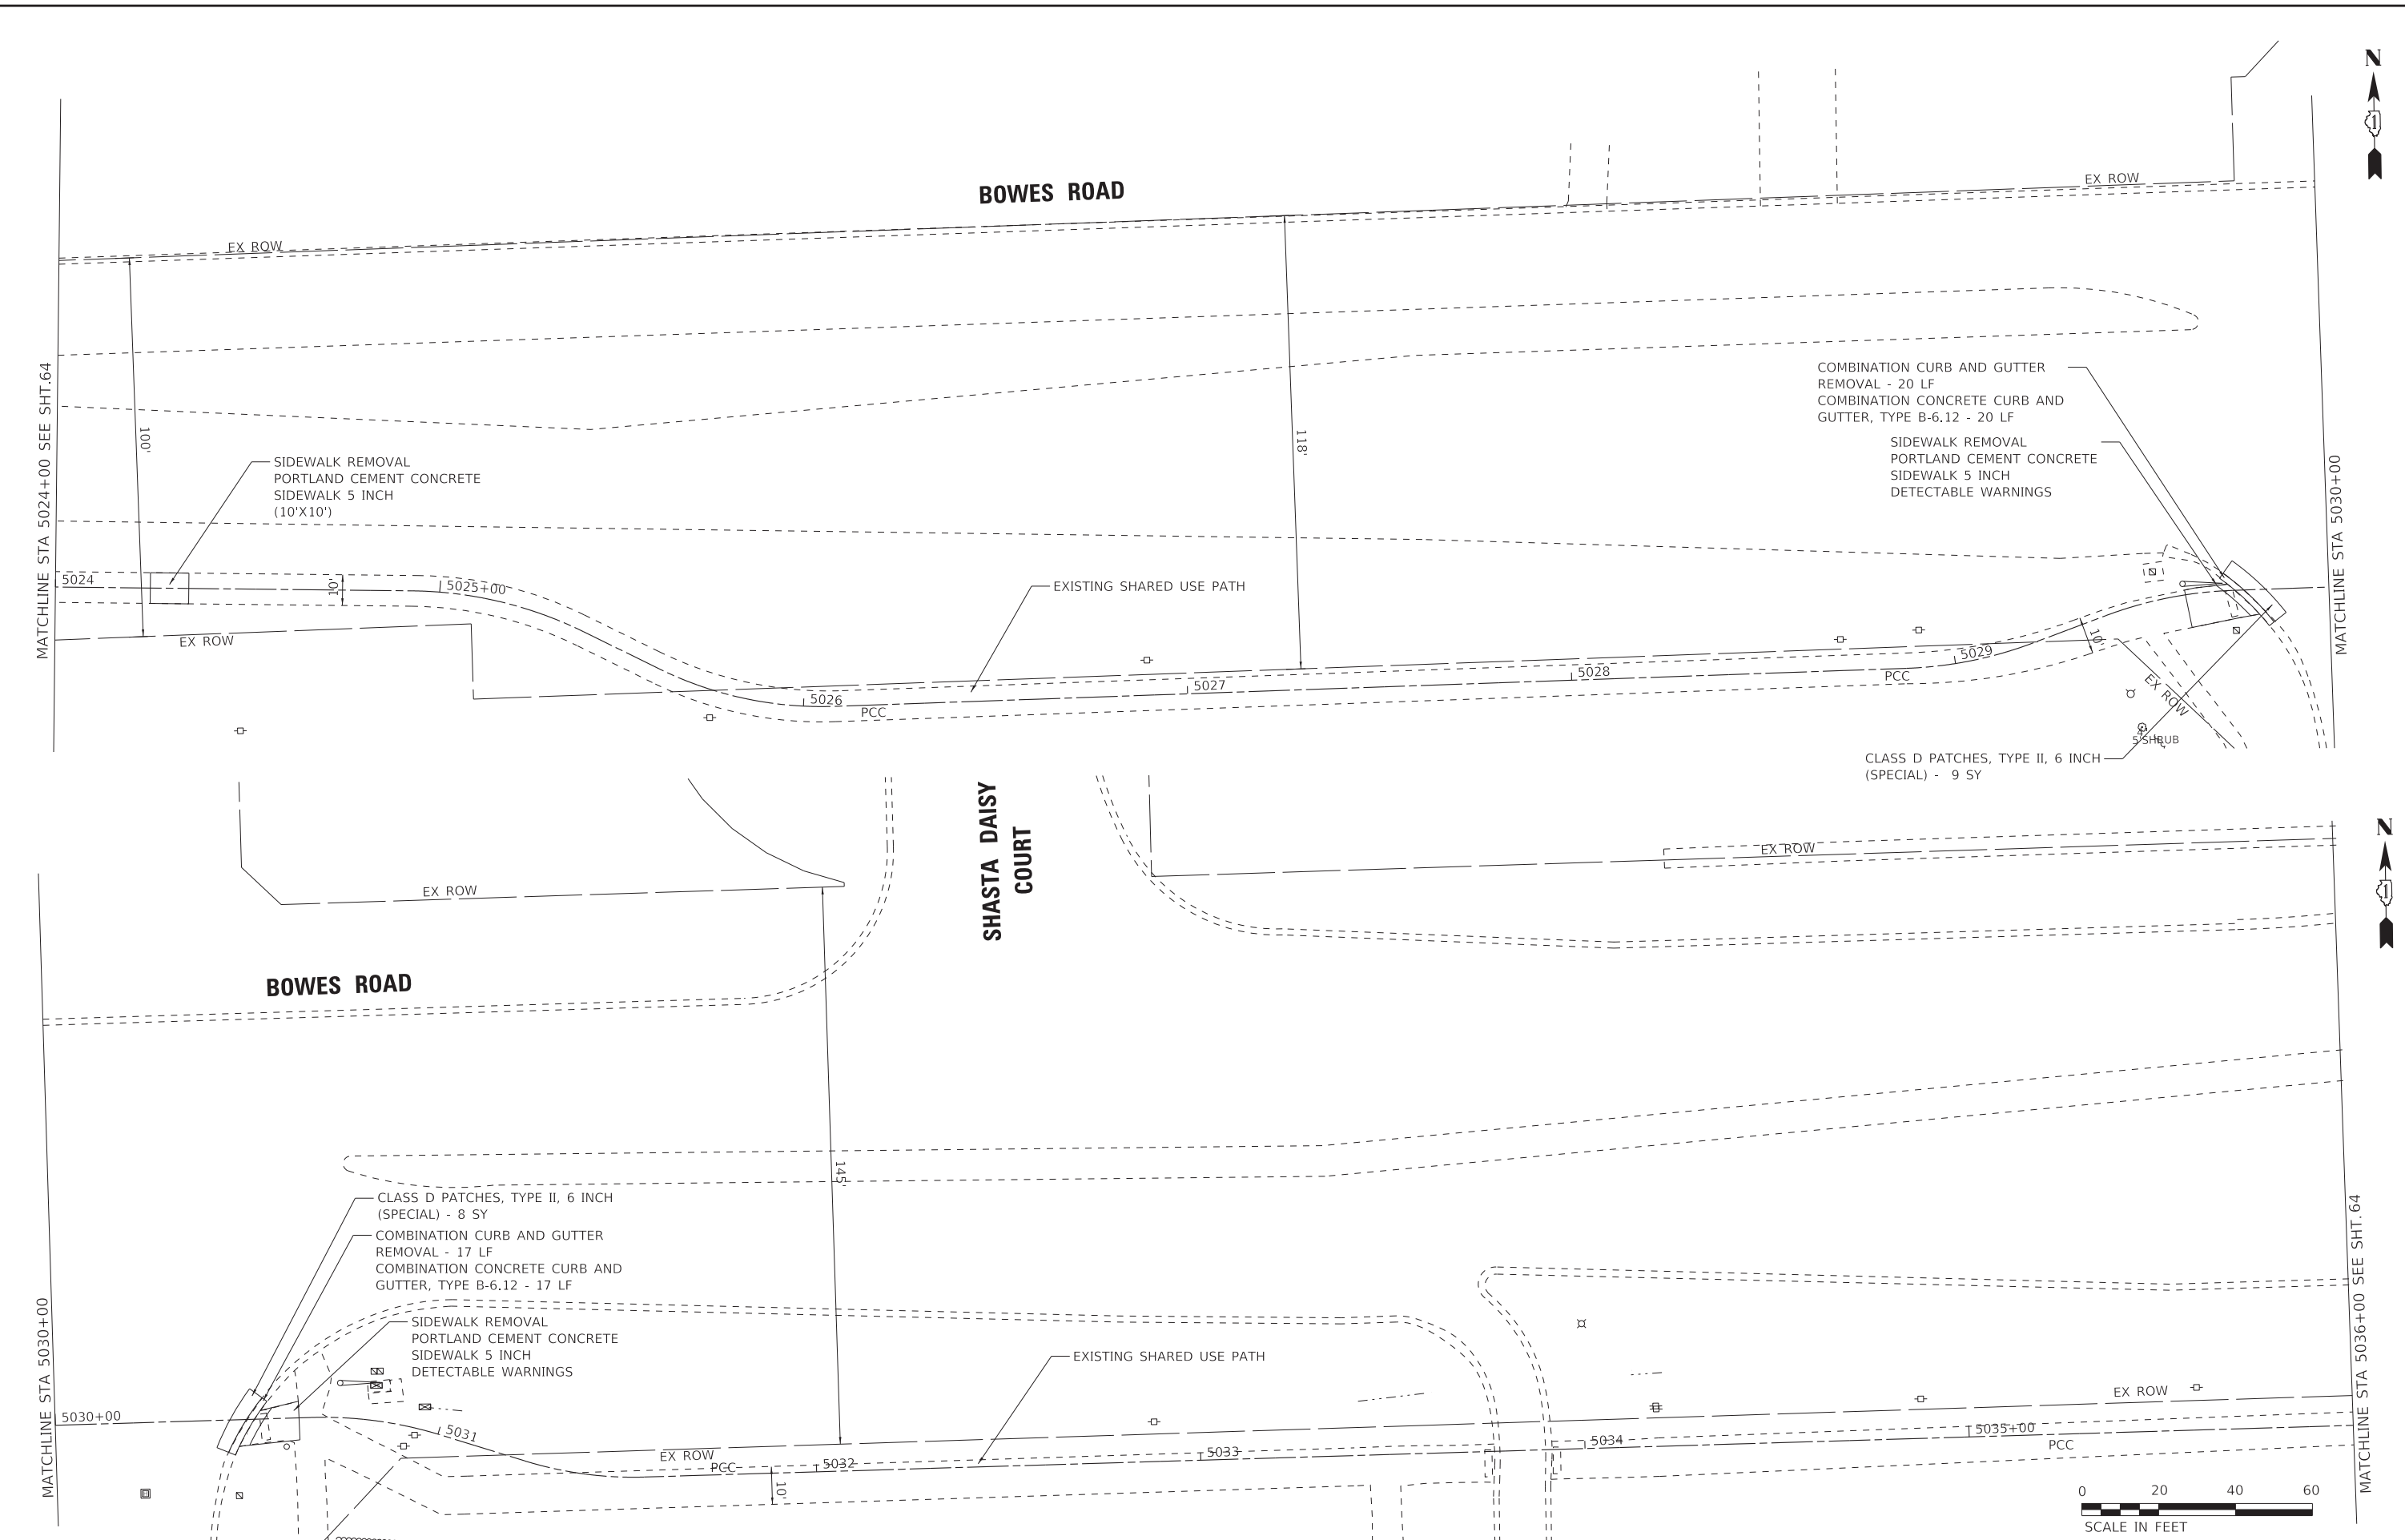 N
1
BOWES ROAD
EX ROW
EX ROW
MATCHLINE STA 5024+00 SEE SHT.64
100'
118'
COMBINATION CURB AND GUTTER
REMOVAL - 20 LF
COMBINATION CONCRETE CURB AND
GUTTER, TYPE B-6.12 - 20 LF
SIDEWALK REMOVAL
PORTLAND CEMENT CONCRETE
SIDEWALK 5 INCH
DETECTABLE WARNINGS
SIDEWALK REMOVAL
PORTLAND CEMENT CONCRETE
SIDEWALK 5 INCH
(10'X10')
MATCHLINE STA 5030+00
5024
10'
5025+00
EXISTING SHARED USE PATH
EX ROW
5026
PCC
5027
5028
PCC
5029
10'
EX ROW
5'SHRUB
CLASS D PATCHES, TYPE II, 6 INCH
(SPECIAL) - 9 SY
SHASTA DAISY
COURT
N
1
EX ROW
EX ROW
BOWES ROAD
145'
CLASS D PATCHES, TYPE II, 6 INCH
(SPECIAL) - 8 SY
COMBINATION CURB AND GUTTER
REMOVAL - 17 LF
COMBINATION CONCRETE CURB AND
GUTTER, TYPE B-6.12 - 17 LF
SIDEWALK REMOVAL
PORTLAND CEMENT CONCRETE
SIDEWALK 5 INCH
DETECTABLE WARNINGS
EXISTING SHARED USE PATH
MATCHLINE STA 5030+00
MATCHLINE STA 5036+00 SEE SHT.64
5030+00
5031
EX ROW
PCC
10'
5032
5033
5034
5035+00
EX ROW
PCC
0 20 40 60
SCALE IN FEET